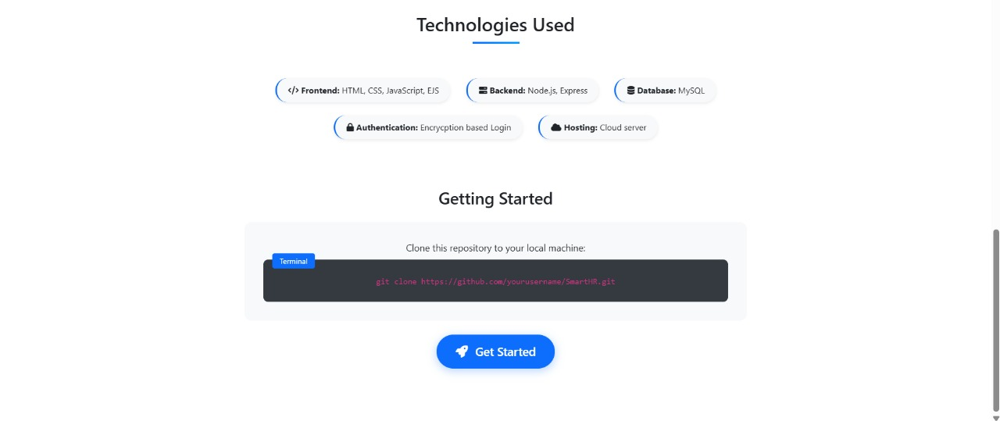 Technologies Used
Frontend: HTML, CSS, JavaScript, EJS
Backend: Node.js, Express
Database: MySQL
Authentication: Encrycption based Login
Hosting: Cloud server
Getting Started
Clone this repository to your local machine:
Terminal
git clone https://github.com/yourusername/SmartHR.git
Get Started